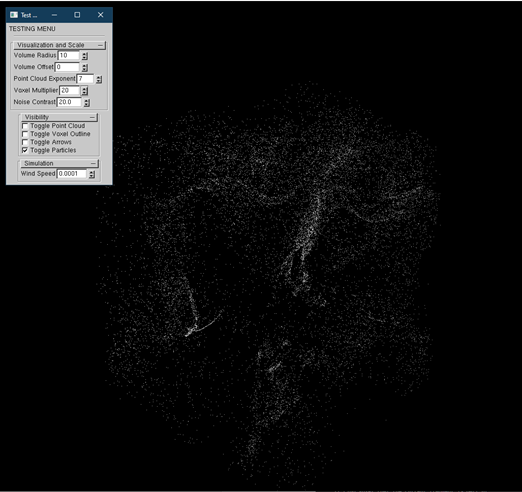 Test ...
TESTING MENU
Visualization and Scale
Volume Radius 10
Volume Offset 0
Point Cloud Exponent 7
Voxel Multiplier 20
Noise Contrast 20.0
Visibility
Toggle Point Cloud
Toggle Voxel Outline
Toggle Arrows
Toggle Particles
Simulation
Wind Speed 0.0001